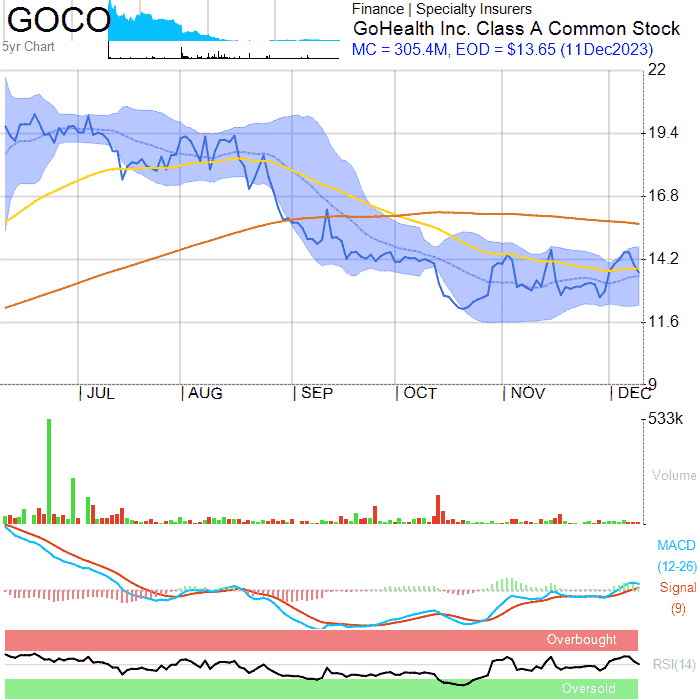 GOCO
5yr Chart
Finance | Specialty Insurers
GoHealth Inc. Class A Common Stock
MC = 305.4M, EOD = $13.65 (11Dec2023)
22
19.4
16.8
14.2
11.6
9
JUL AUG SEP OCT NOV DEC
533k
Volume
MACD
(12-26)
Signal
(9)
Overbought
RSI(14)
Oversold